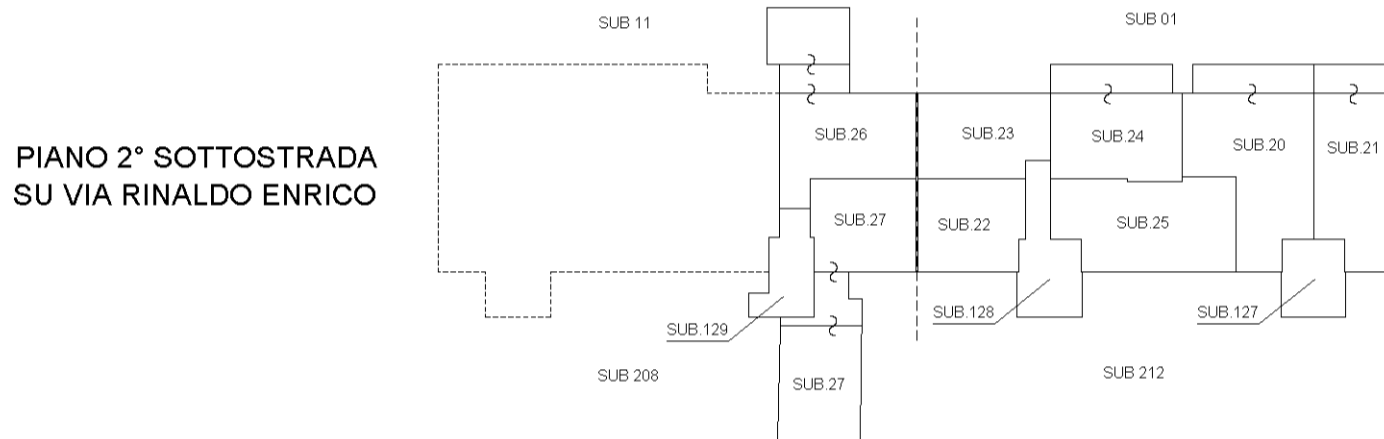 SUB 11
SUB 01
PIANO 2° SOTTOSTRADA
SU VIA RINALDO ENRICO
SUB.26
SUB.23
SUB.24
SUB.20
SUB.21
SUB.27
SUB.22
SUB.25
SUB.129
SUB.128
SUB.127
SUB 208
SUB.27
SUB 212